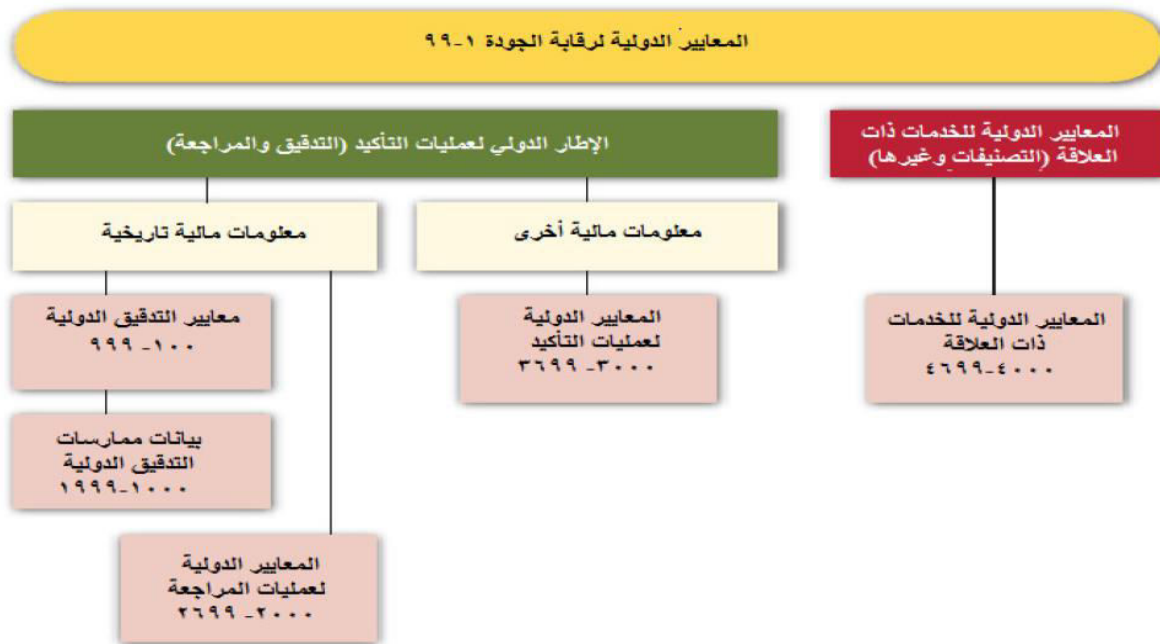 المعايير الدولية لرقابة الجودة ١-٩٩
المعايير الدولية للخدمات ذات
العلاقة (التصنيفات وغيرها)
الإطار الدولي لعمليات التأكيد (التدقيق والمراجعة)
معلومات مالية أخرى
معلومات مالية تاريخية
المعايير الدولية للخدمات
ذات العلاقة
٤٠٠٠-٤٦٩٩
المعايير الدولية
لعمليات التأكيد
٣٠٠٠- ٣٦٩٩
معايير التدقيق الدولية
١٠٠- ٩٩٩
بيانات ممارسات
التدقيق الدولية
١٠٠٠-١٩٩٩
المعايير الدولية
لعمليات المراجعة
٢٠٠٠- ٢٦٩٩